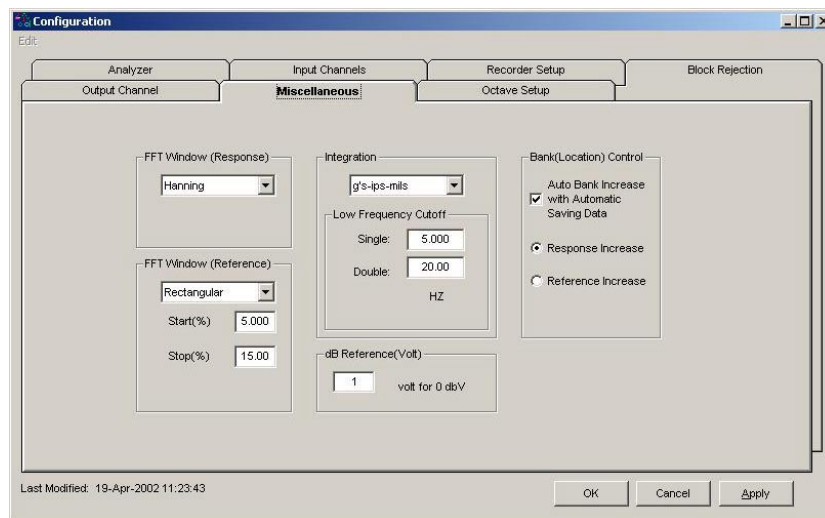 Configuration
Edit
Analyzer
Input Channels
Recorder Setup
Block Rejection
Output Channel
Miscellaneous
Octave Setup
FFT Window (Response)
Hanning
FFT Window (Reference)
Rectangular
Start(%)
5.000
Stop(%)
15.00
Integration
g's-ips-mils
Low Frequency Cutoff
Single:
5.000
Double:
20.00
HZ
dB Reference(Volt)
1
volt for 0 dbV
Bank(Location) Control
Auto Bank Increase
with Automatic
Saving Data
Response Increase
Reference Increase
Last Modified: 19-Apr-2002 11:23:43
OK
Cancel
Apply